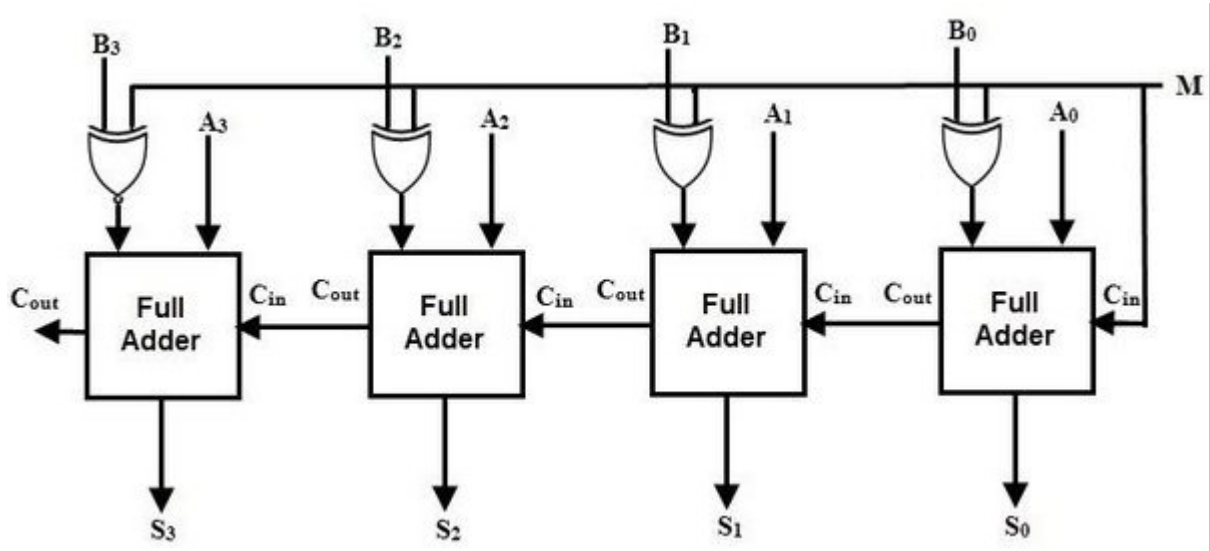 B3
B2
B1
B0
M
A3
A2
A1
A0
Cout
Full
Adder
Cin
Cout
Full
Adder
Cin
Cout
Full
Adder
Cin
Cout
Full
Adder
Cin
S3
S2
S1
S0